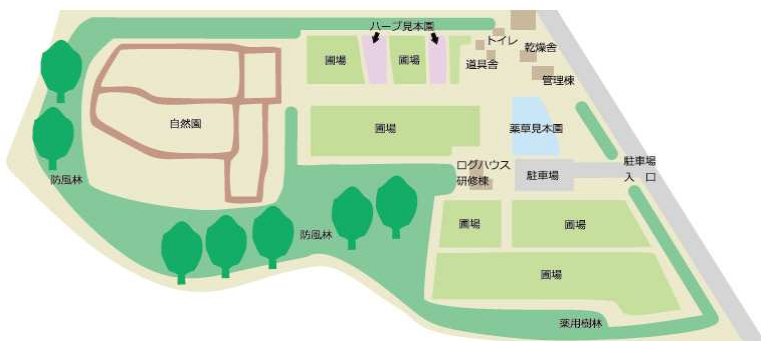 ハーブ見本園
トイレ
乾燥舎
圃場
圃場
道具舎
管理棟
自然園
圃場
薬草見本園
ログハウス
研修棟
駐車場
駐車場
入　口
防風林
圃場
圃場
防風林
圃場
薬用樹林